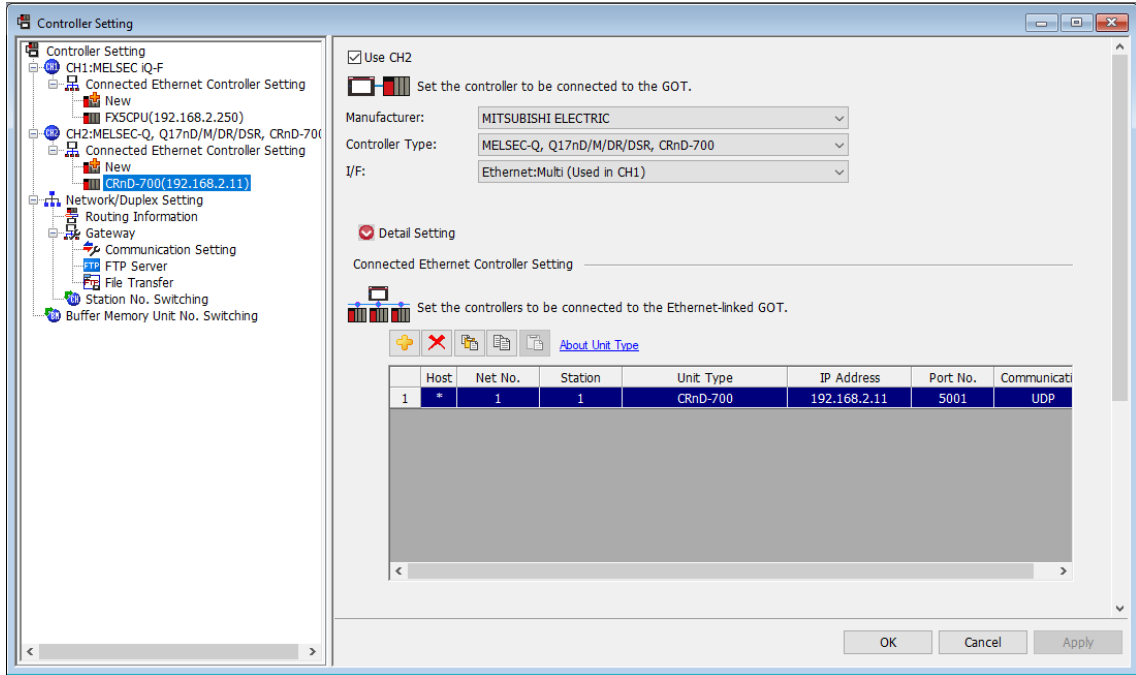 Controller Setting
Controller Setting
CH1:MELSEC iQ-F
Connected Ethernet Controller Setting
New
FX5CPU(192.168.2.250)
CH2:MELSEC-Q, Q17nD/M/DR/DSR, CRnD-700
Connected Ethernet Controller Setting
New
CRnD-700(192.168.2.11)
Network/Duplex Setting
Routing Information
Gateway
Communication Setting
FTP Server
File Transfer
Station No. Switching
Buffer Memory Unit No. Switching
Use CH2
Set the controller to be connected to the GOT.
Manufacturer: MITSUBISHI ELECTRIC
Controller Type: MELSEC-Q, Q17nD/M/DR/DSR, CRnD-700
I/F: Ethernet:Multi (Used in CH1)
Detail Setting
Connected Ethernet Controller Setting
Set the controllers to be connected to the Ethernet-linked GOT.
About Unit Type
Host Net No. Station Unit Type IP Address Port No. Communicati
1 * 1 1 CRnD-700 192.168.2.11 5001 UDP
OK Cancel Apply